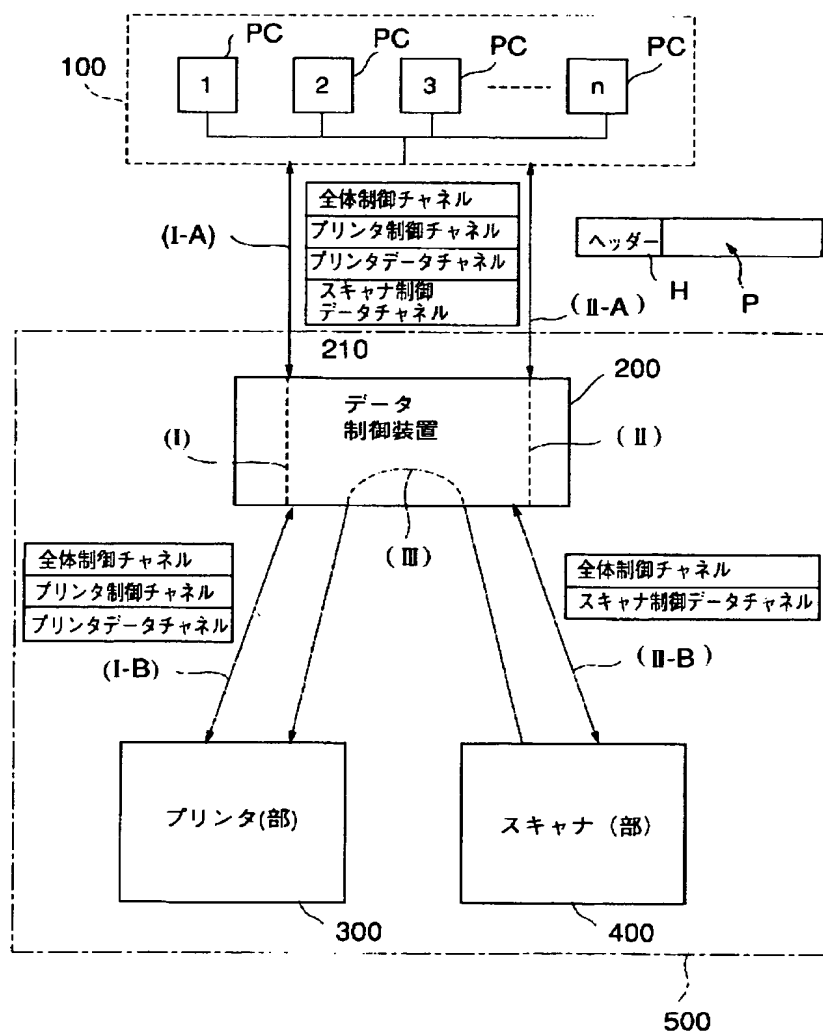 PC
PC
PC
PC
100
1
2
3
n
(I-A)
全体制御チャネル
プリンタ制御チャネル
プリンタデータチャネル
スキャナ制御
データチャネル
ヘッダー
H
P
(II-A)
210
200
データ
制御装置
(I)
(II)
(III)
全体制御チャネル
プリンタ制御チャネル
プリンタデータチャネル
全体制御チャネル
スキャナ制御データチャネル
(I-B)
(II-B)
プリンタ(部)
スキャナ(部)
300
400
500